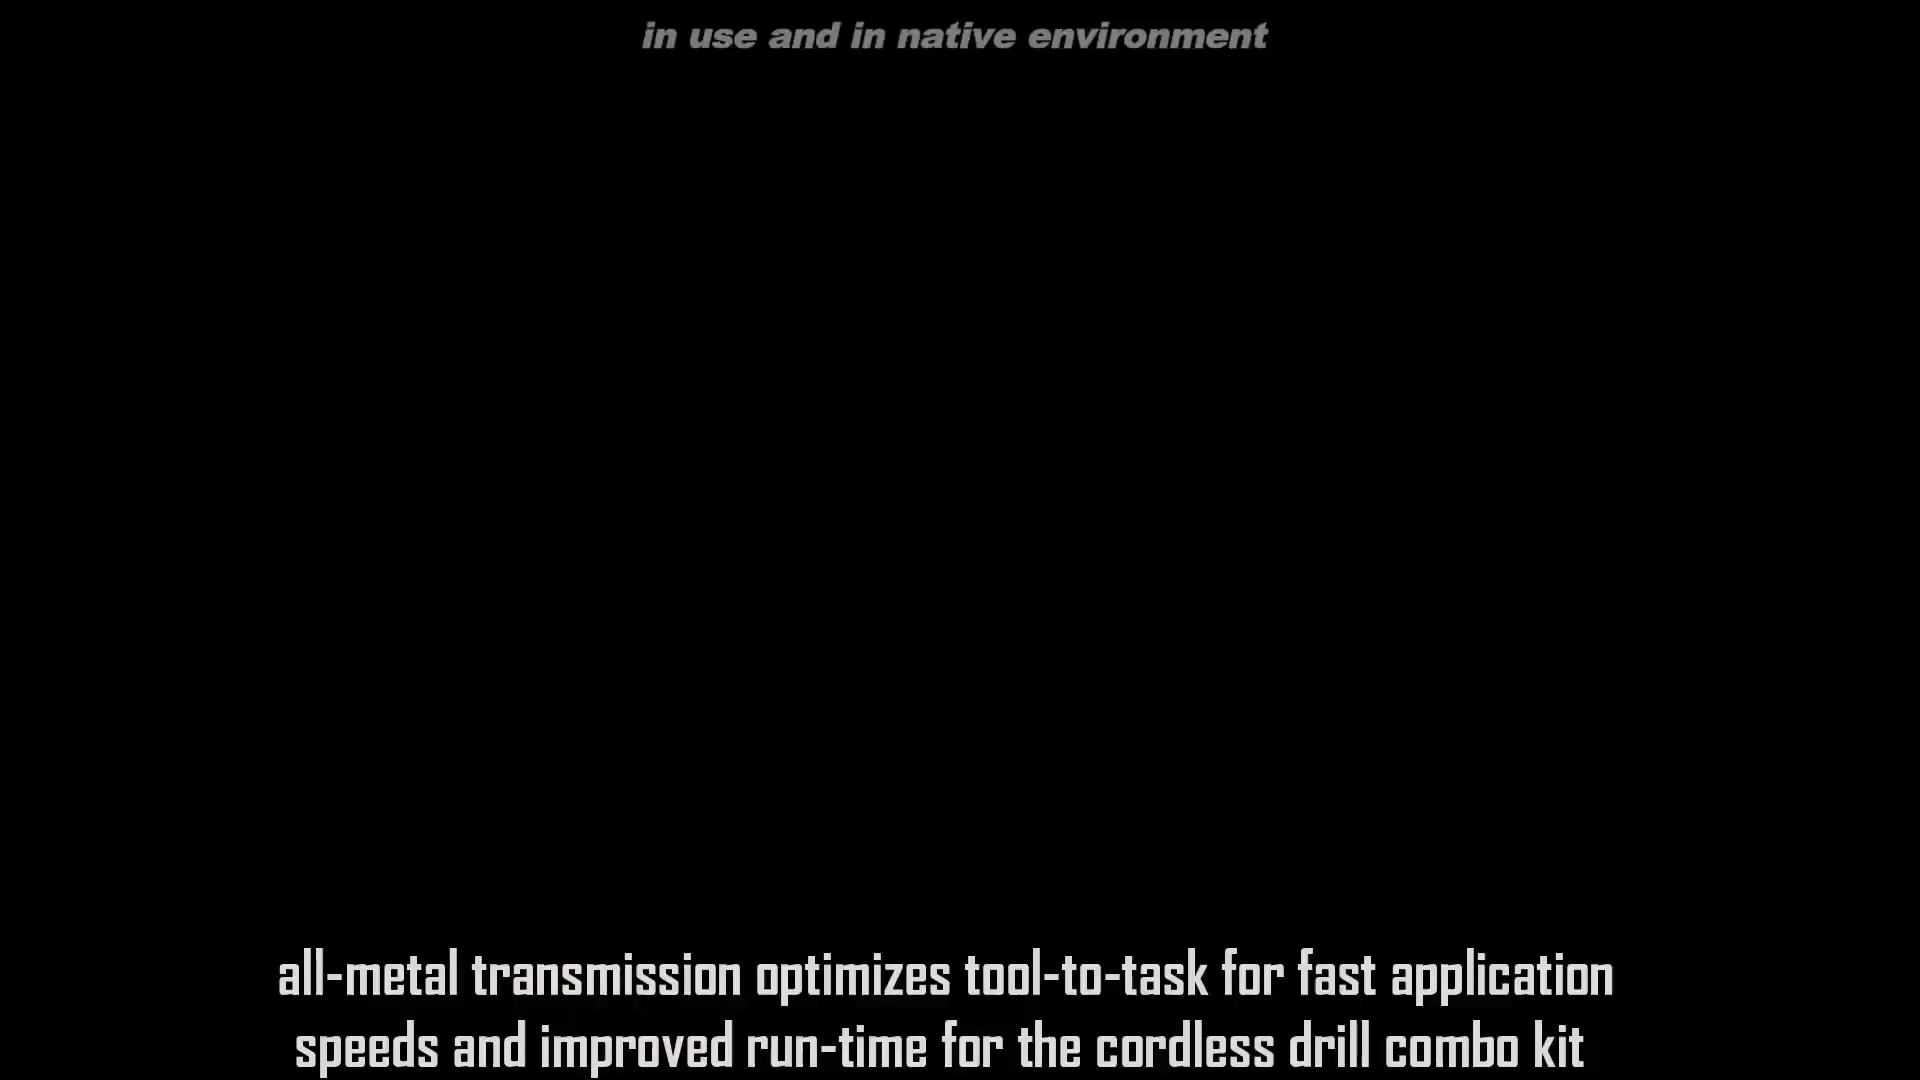 in use and in native environment
all-metal transmission optimizes tool-to-task for fast application
speeds and improved run-time for the cordless drill combo kit